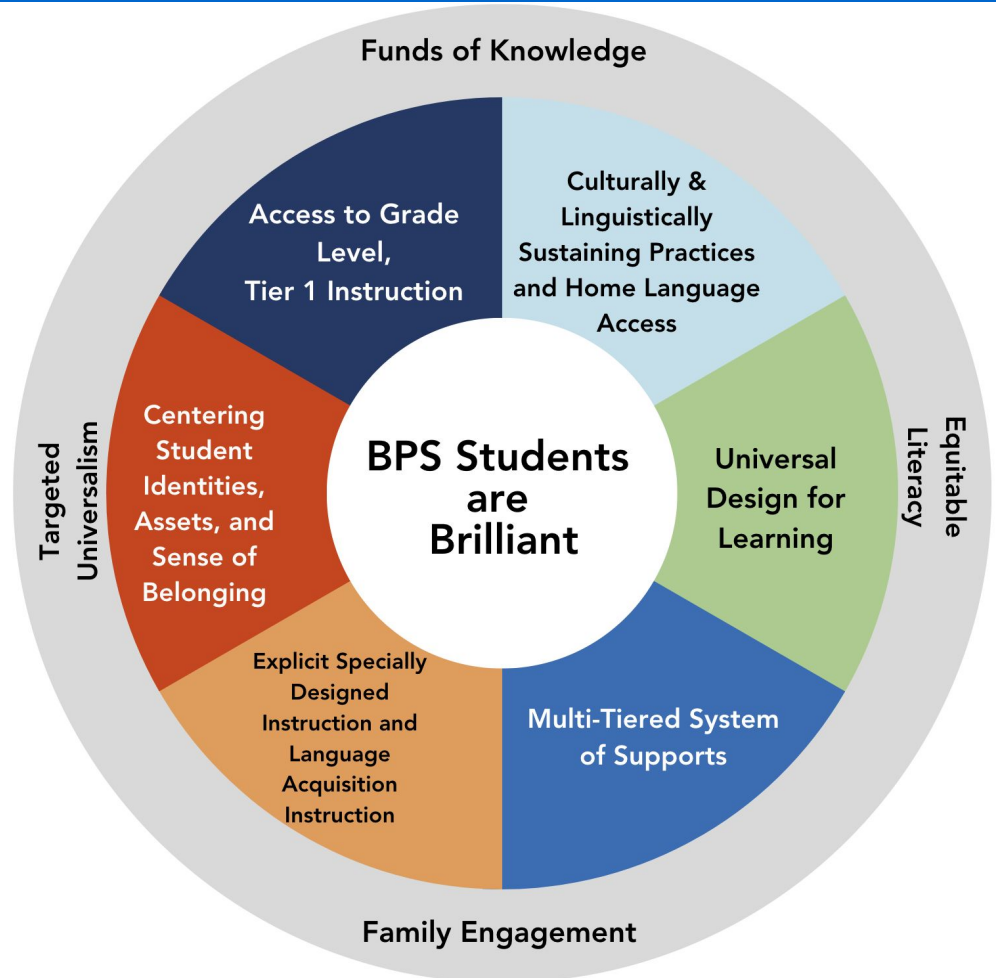 Funds of Knowledge
Access to Grade
Level,
Tier 1 Instruction
Culturally &
Linguistically
Sustaining Practices
and Home Language
Access
Centering
Student
Identities,
Assets, and
Sense of
Belonging
BPS Students
are
Brilliant
Universal
Design for
Learning
Explicit Specially
Designed
Instruction and
Language
Acquisition
Instruction
Multi-Tiered System
of Supports
Targeted
Universalism
Equitable
Literacy
Family Engagement